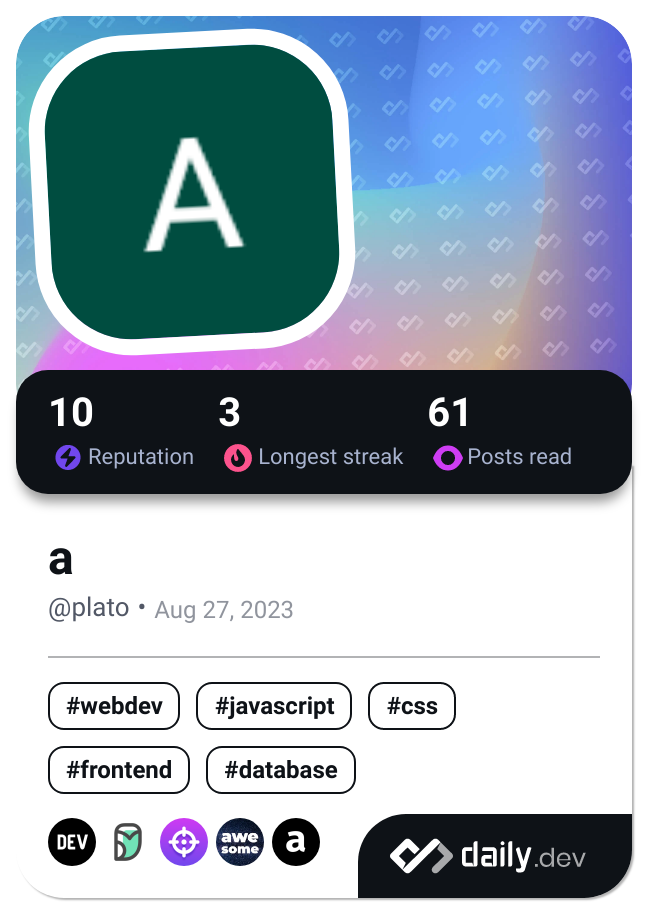 A
10 3 61
Reputation Longest streak Posts read
a
@plato • Aug 27, 2023
#webdev #javascript #css
#frontend #database
DEV awe some a
daily.dev